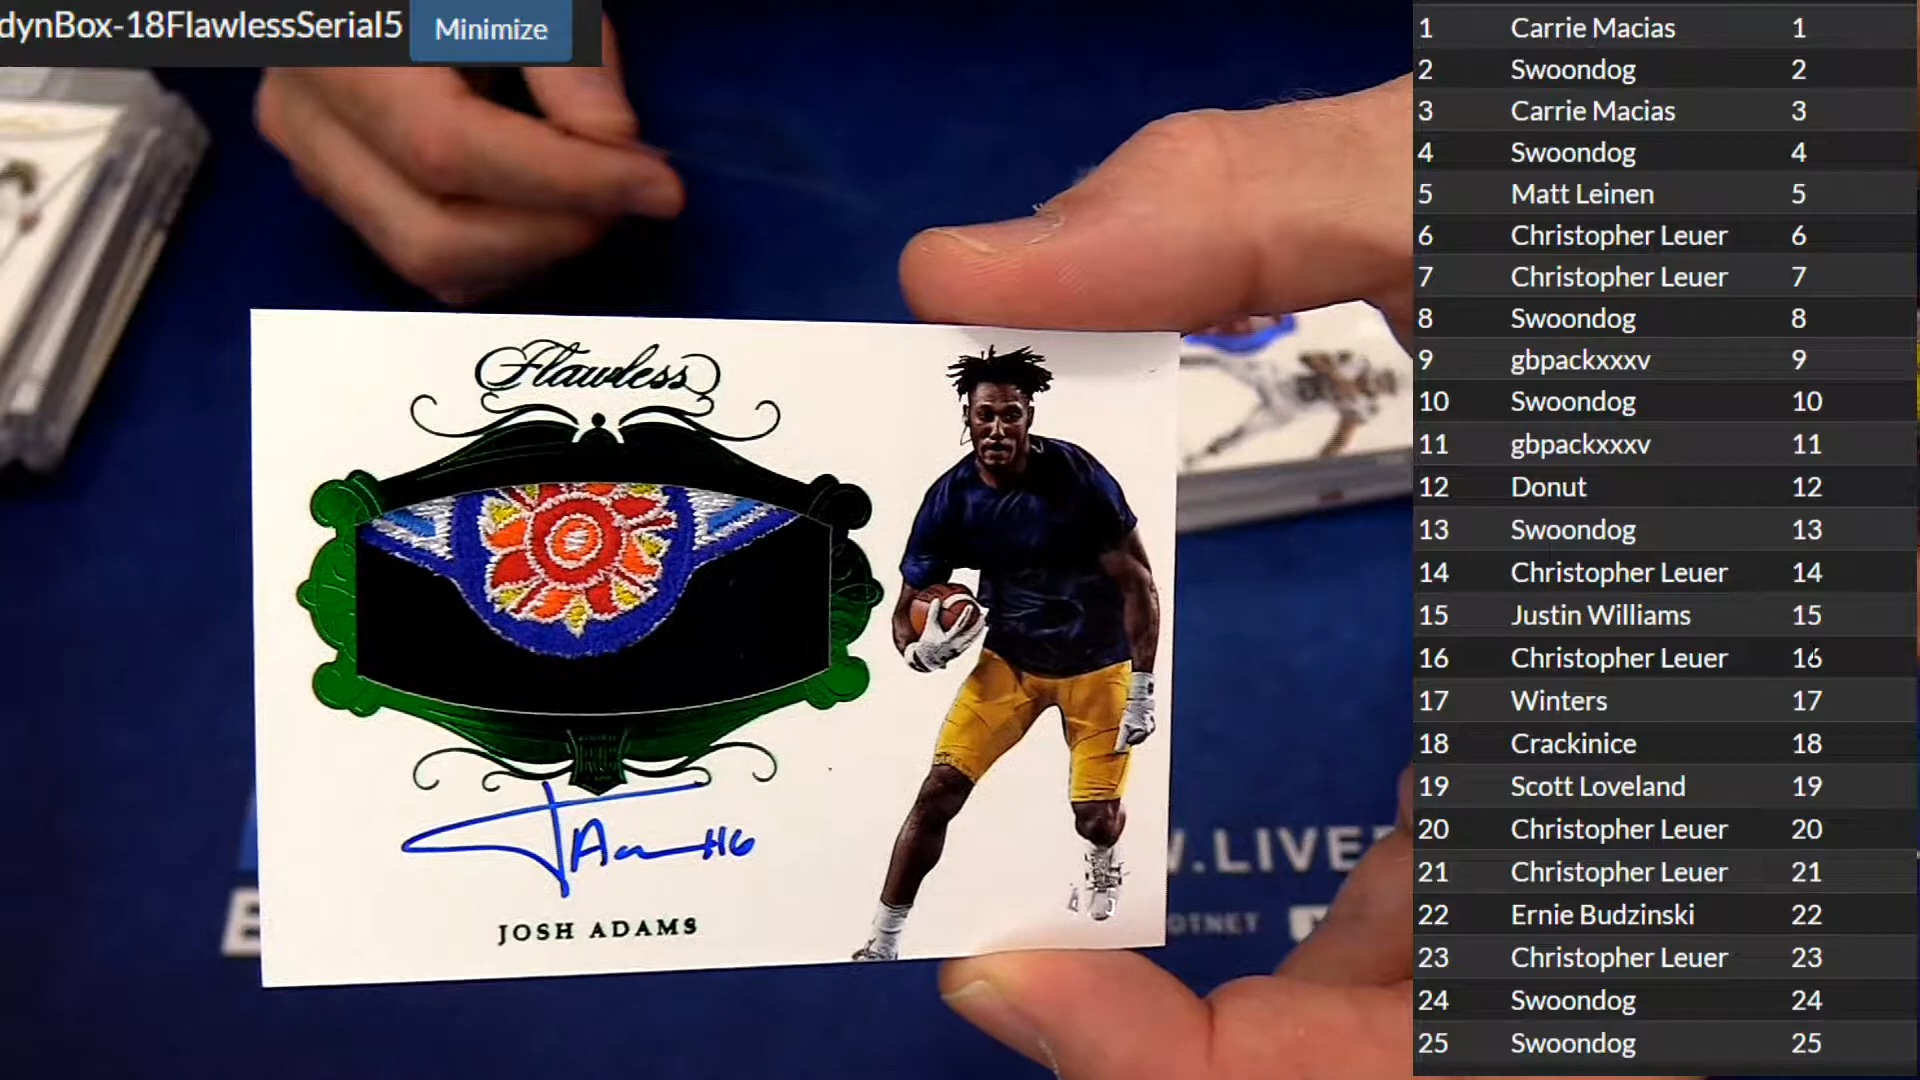 dynBox-18FlawlessSerial5 Minimize
1 Carrie Macias 1
2 Swoondog 2
3 Carrie Macias 3
4 Swoondog 4
5 Matt Leinen 5
6 Christopher Leuer 6
7 Christopher Leuer 7
8 Swoondog 8
9 gbpackxxxv 9
10 Swoondog 10
11 gbpackxxxv 11
12 Donut 12
13 Swoondog 13
14 Christopher Leuer 14
15 Justin Williams 15
16 Christopher Leuer 16
17 Winters 17
18 Crackinice 18
19 Scott Loveland 19
20 Christopher Leuer 20
21 Christopher Leuer 21
22 Ernie Budzinski 22
23 Christopher Leuer 23
24 Swoondog 24
25 Swoondog 25
Flawless
JOSH ADAMS
W.LIVE
OTNET